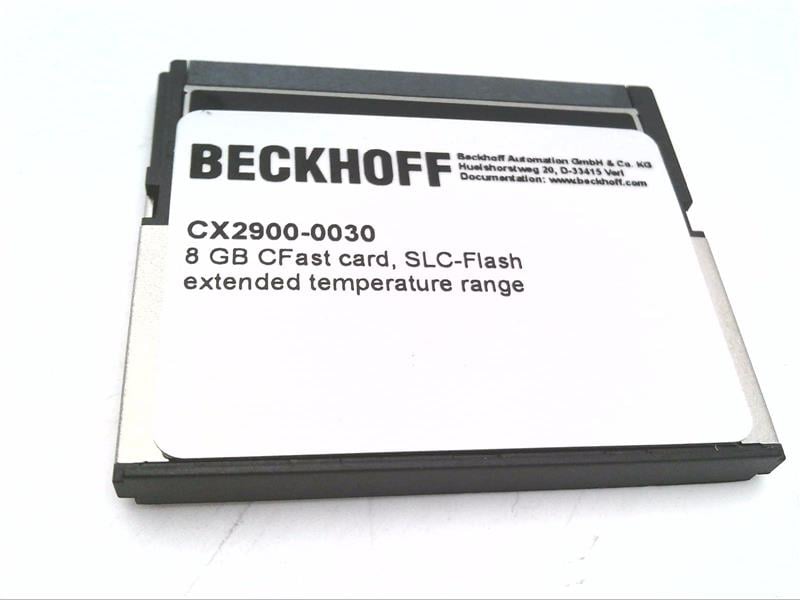 BECKHOFF
Beckhoff Automation GmbH & Co. KG
Huelshorstweg 20, D-33415 Verl
Documentation: www.beckhoff.com
CX2900-0030
8 GB CFast card, SLC-Flash
extended temperature range